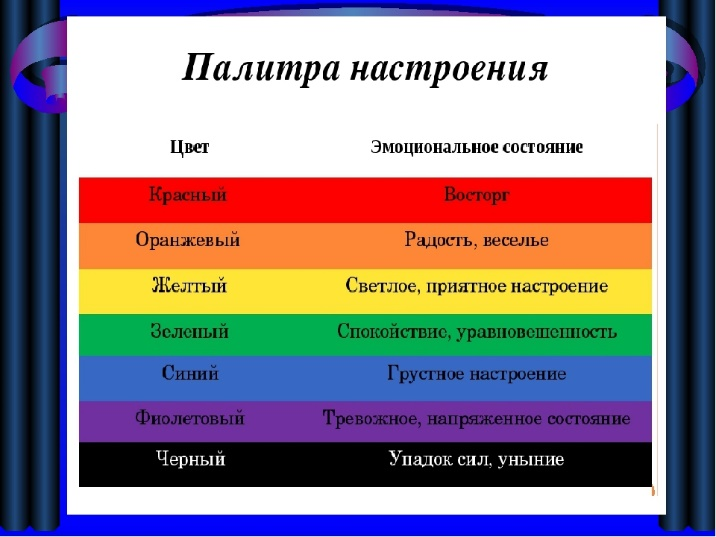 Палитра настроения
Цвет Эмоциональное состояние
Красный Восторг
Оранжевый Радость, веселье
Желтый Светлое, приятное настроение
Зеленый Спокойствие, уравновешенность
Синий Грустное настроение
Фиолетовый Тревожное, напряженное состояние
Черный Упадок сил, уныние